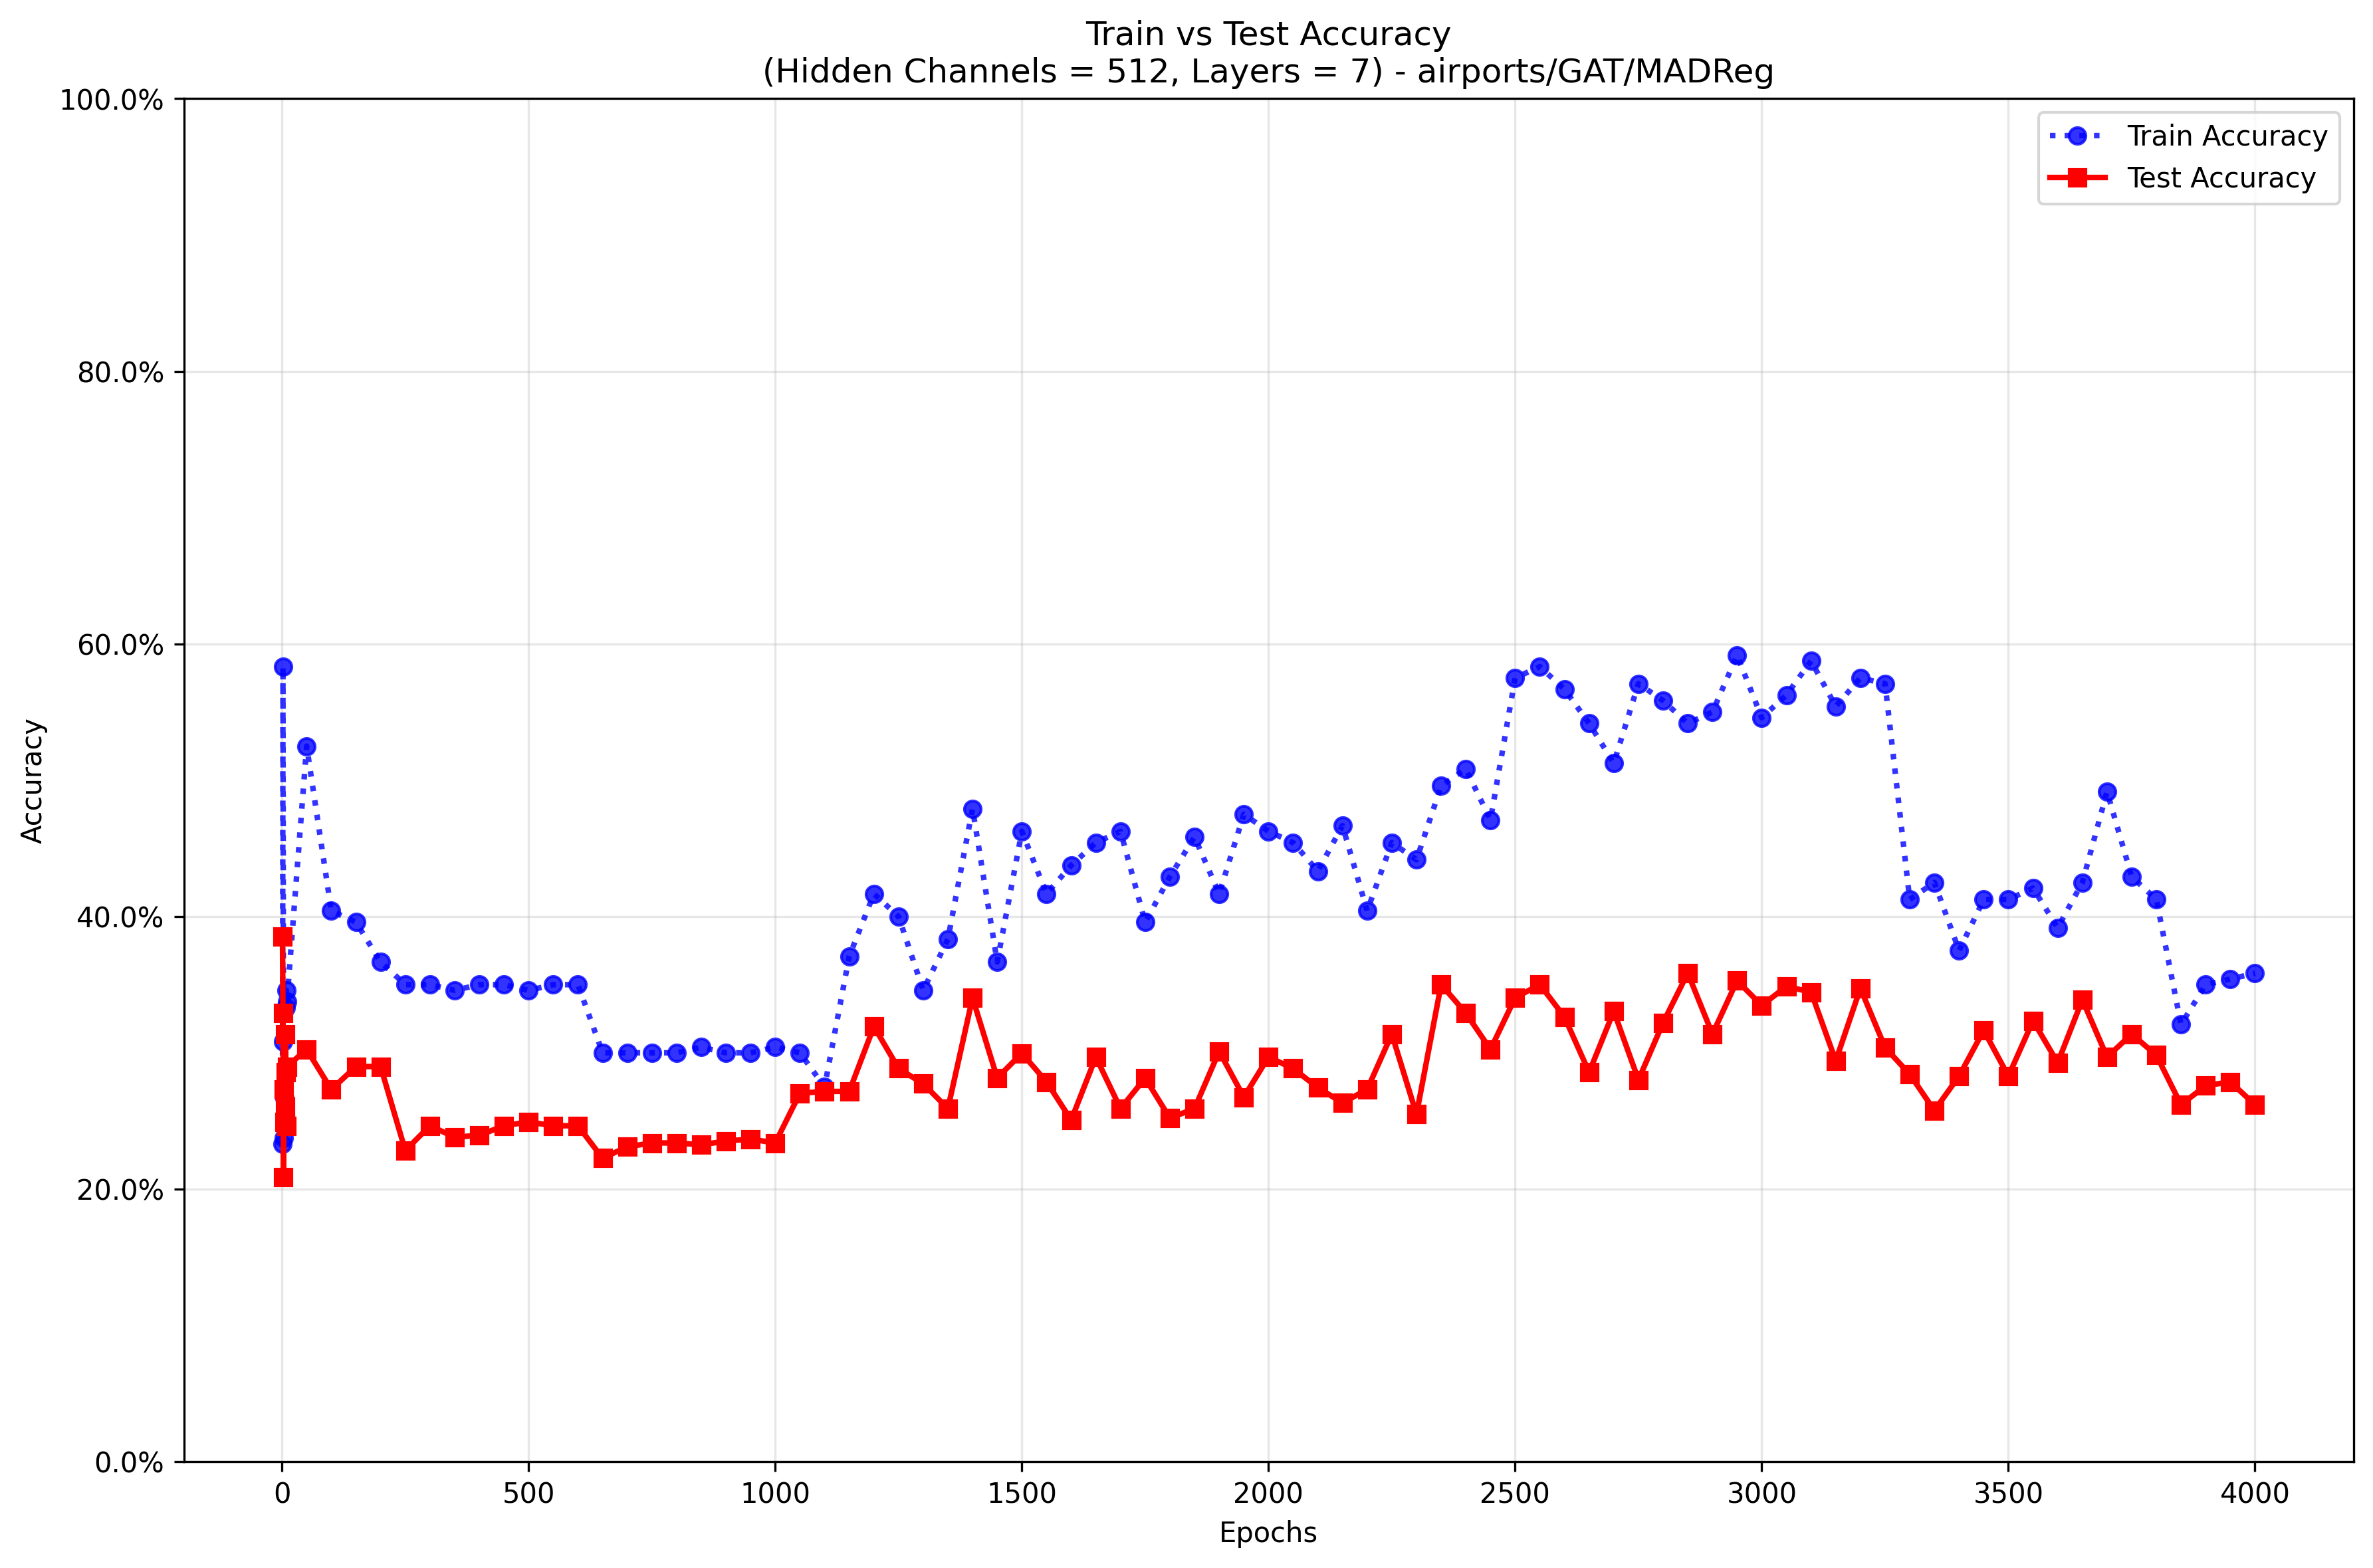 Train vs Test Accuracy
(Hidden Channels = 512, Layers = 7) - airports/GAT/MADReg
100.0%
80.0%
60.0%
40.0%
20.0%
0.0%
Accuracy
Train Accuracy
Test Accuracy
0 500 1000 1500 2000 2500 3000 3500 4000
Epochs